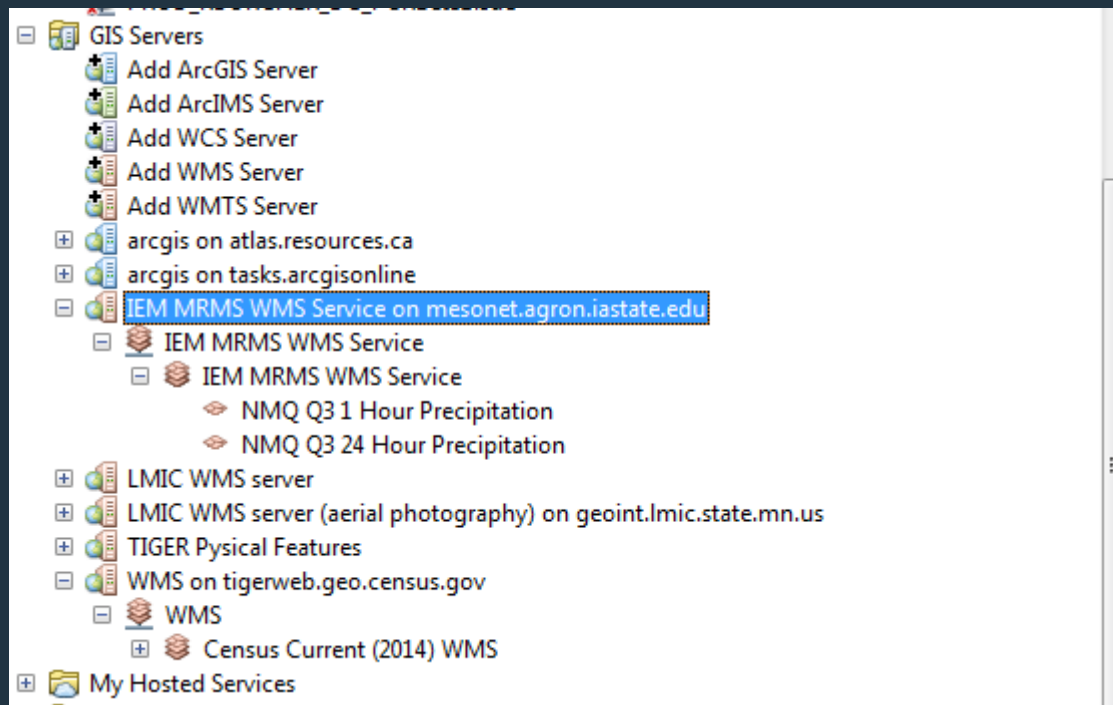 GIS Servers
Add ArcGIS Server
Add ArcIMS Server
Add WCS Server
Add WMS Server
Add WMTS Server
arcgis on atlas.resources.ca
arcgis on tasks.arcgisonline
IEM MRMS WMS Service on mesonet.agron.iastate.edu
IEM MRMS WMS Service
IEM MRMS WMS Service
NMQ Q3 1 Hour Precipitation
NMQ Q3 24 Hour Precipitation
LMIC WMS server
LMIC WMS server (aerial photography) on geoint.lmic.state.mn.us
TIGER Pysical Features
WMS on tigerweb.geo.census.gov
WMS
Census Current (2014) WMS
My Hosted Services